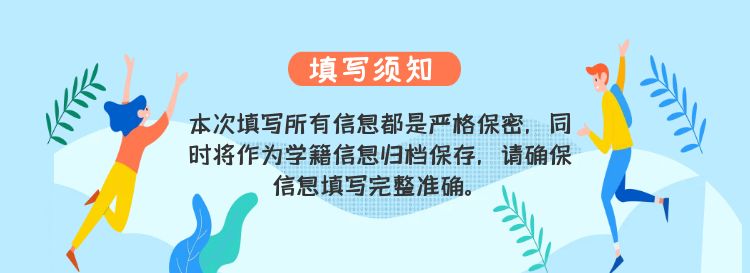 填写须知
本次填写所有信息都是严格保密，同
时将作为学籍信息归档保存，请确保
信息填写完整准确。